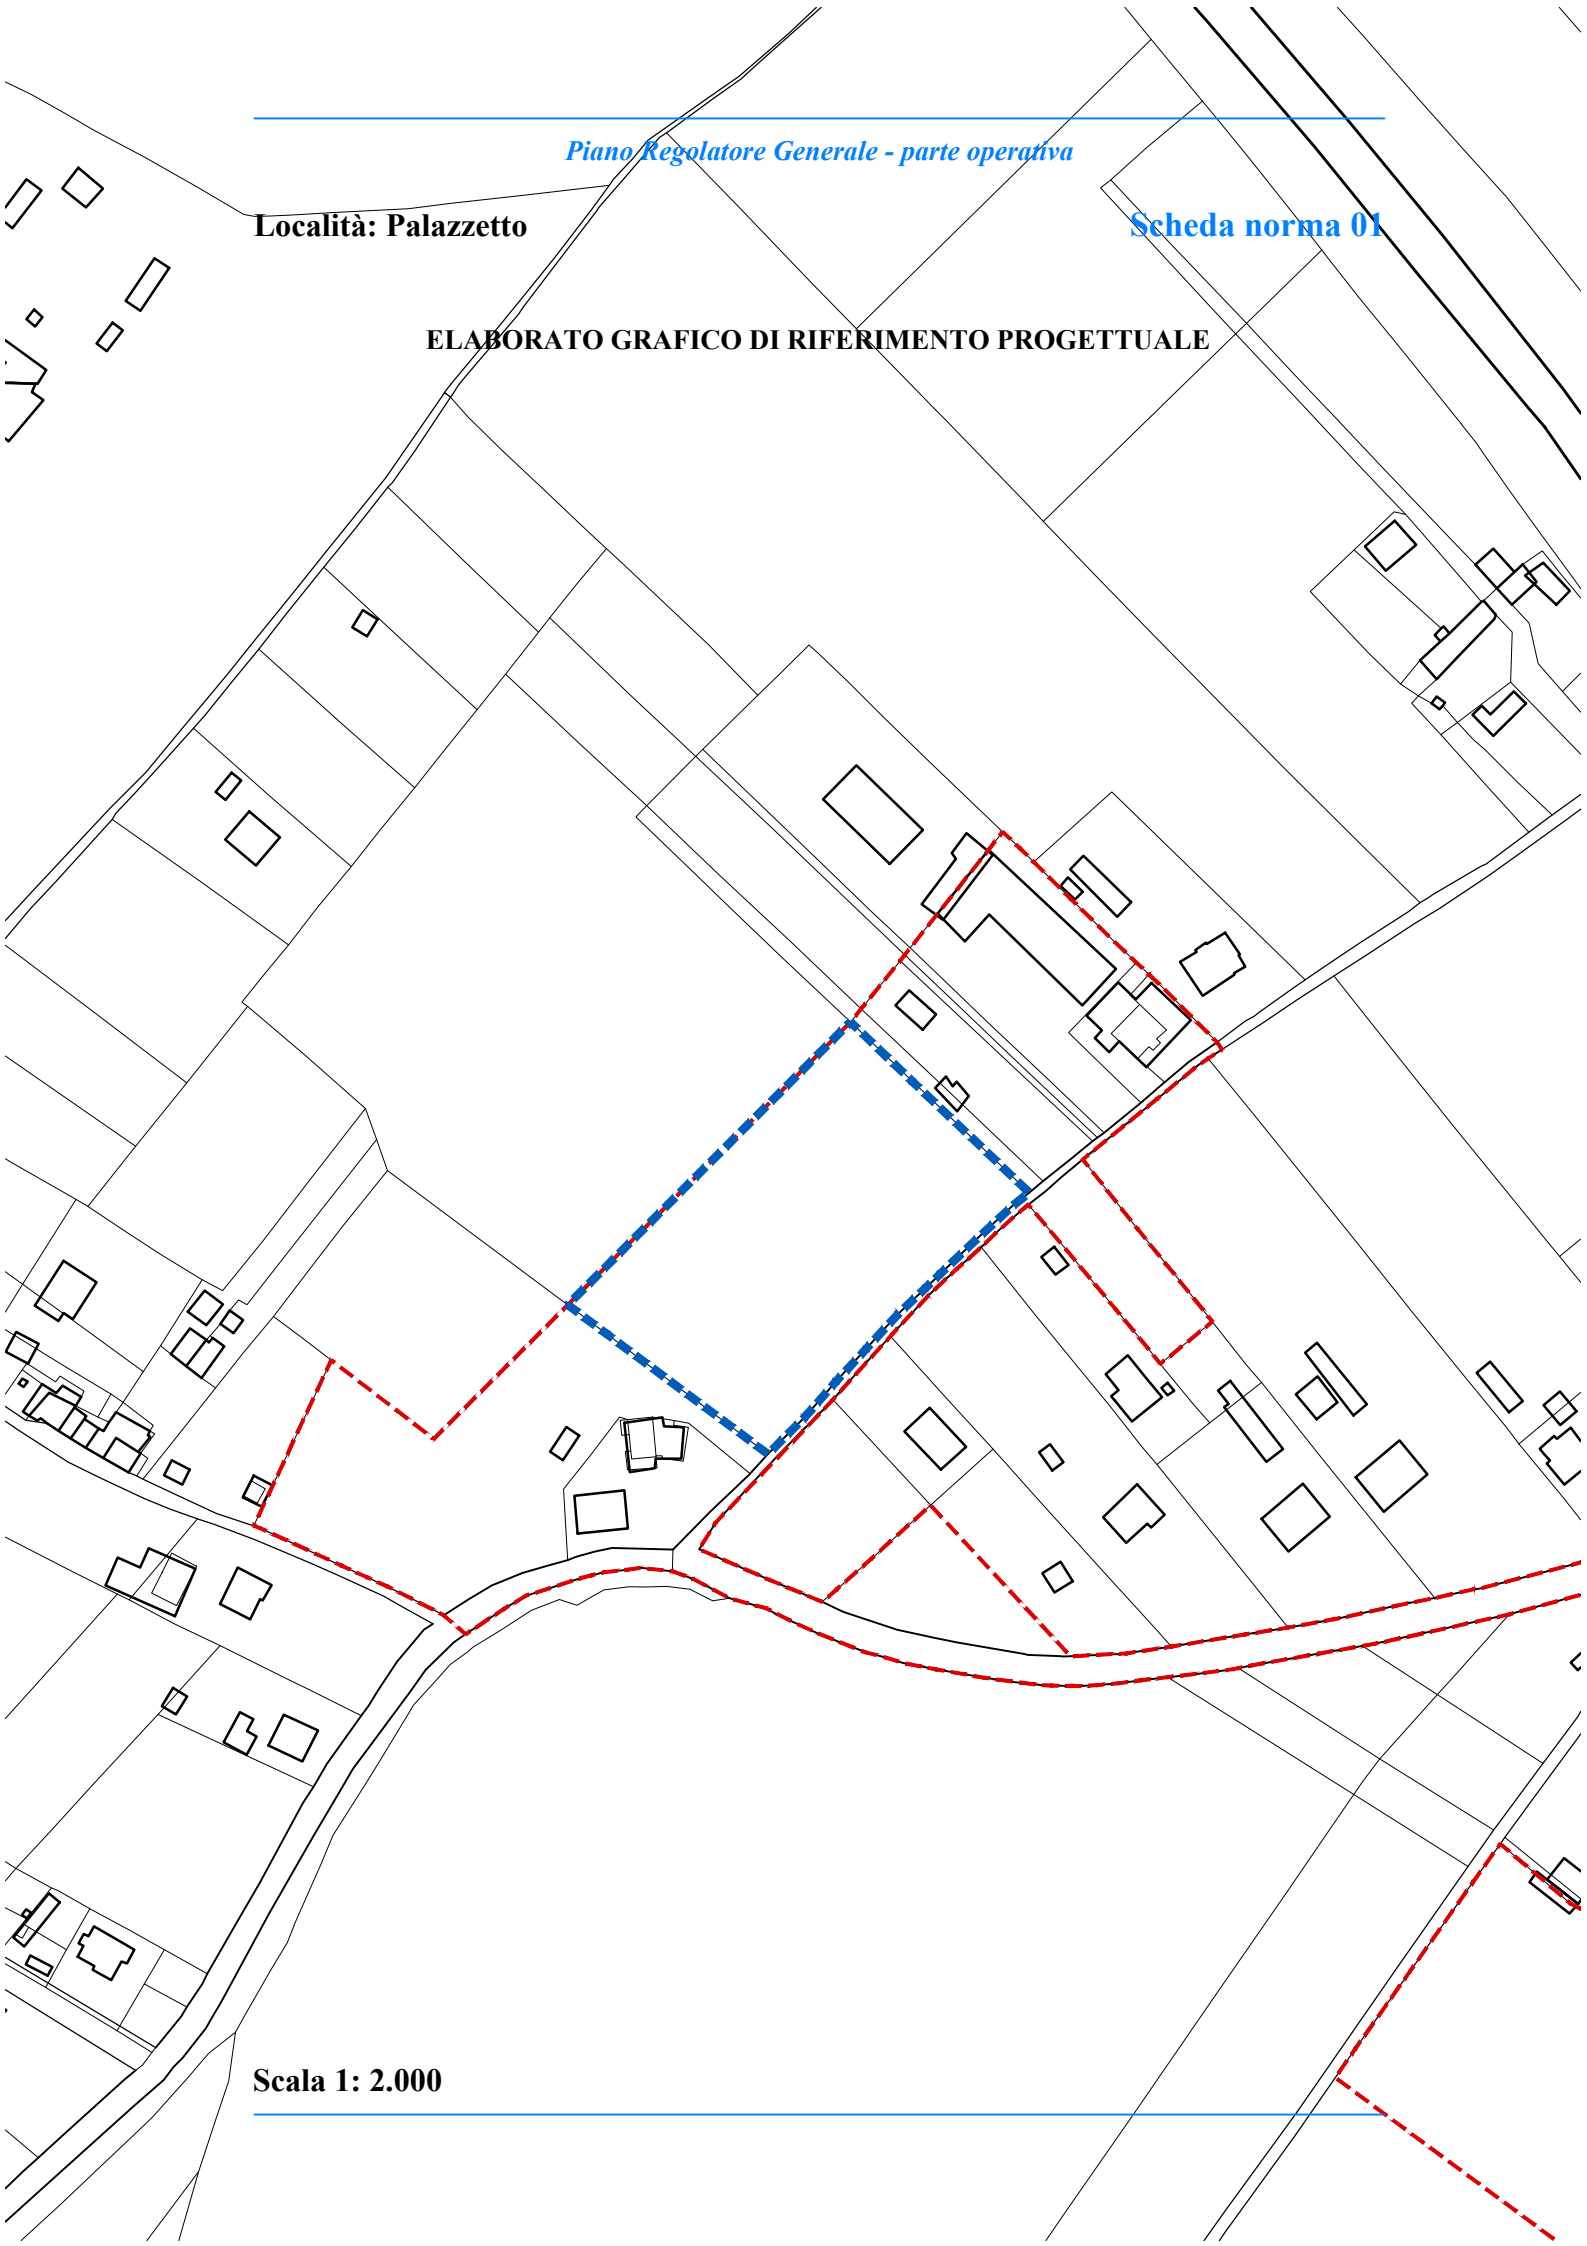 Piano Regolatore Generale - parte operativa
Località: Palazzetto
Scheda norma 01
ELABORATO GRAFICO DI RIFERIMENTO PROGETTUALE
Scala 1: 2.000